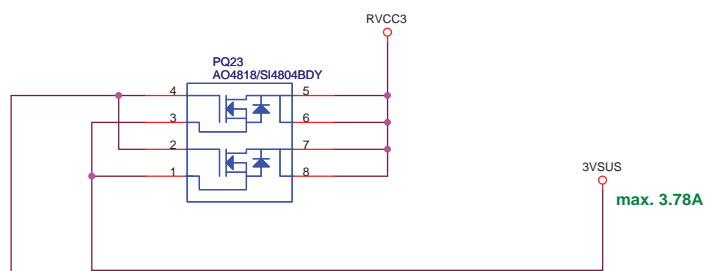 RVCC3
PQ23
AO4818/SI4804BDY
4 5
3 6
2 7
1 8
3VSUS
max. 3.78A